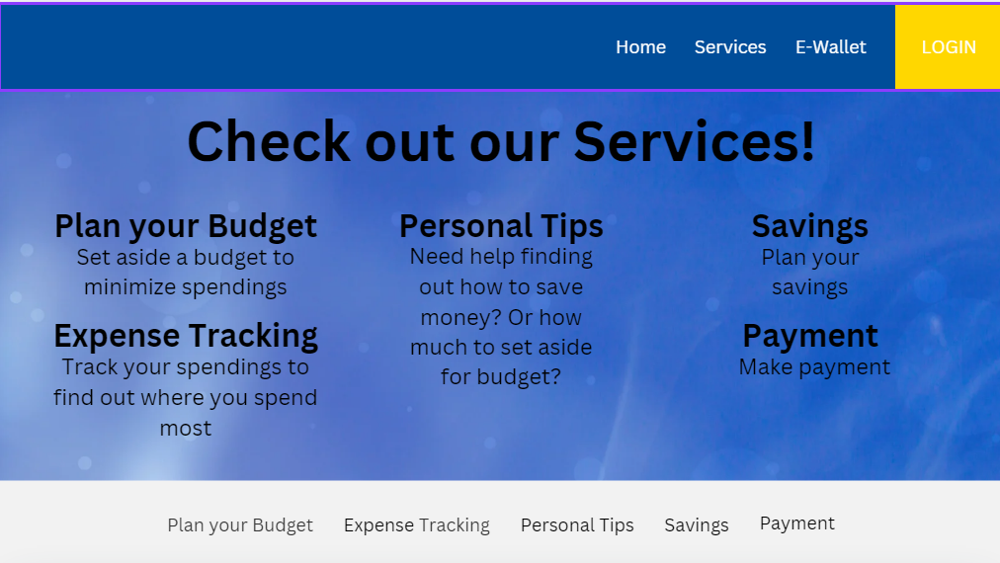 Home Services E-Wallet LOGIN
Check out our Services!
Plan your Budget
Set aside a budget to
minimize spendings
Expense Tracking
Track your spendings to
find out where you spend
most
Personal Tips
Need help finding
out how to save
money? Or how
much to set aside
for budget?
Savings
Plan your
savings
Payment
Make payment
Plan your Budget Expense Tracking Personal Tips Savings Payment